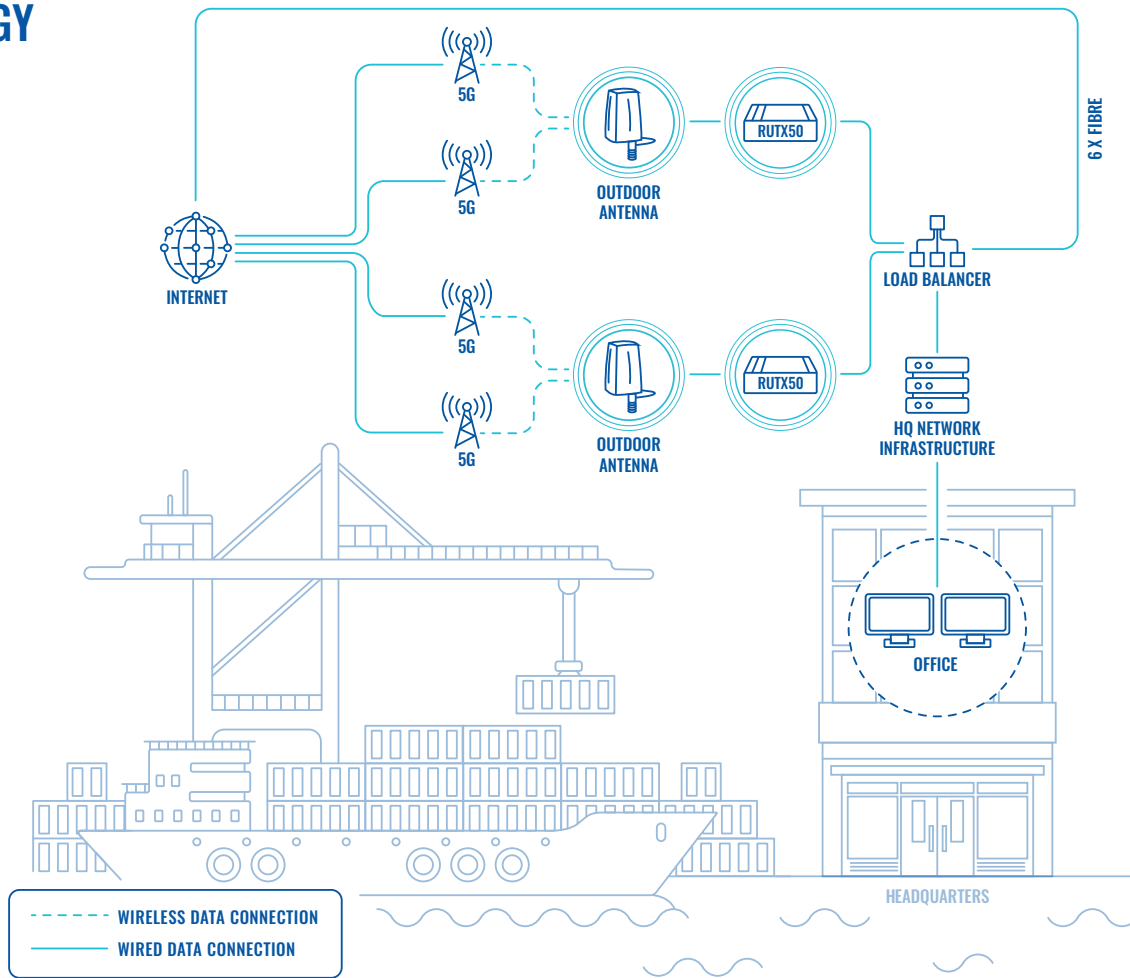 GY
5G
RUTX50
6 X FIBRE
5G
OUTDOOR
ANTENNA
INTERNET
LOAD BALANCER
5G
RUTX50
5G
OUTDOOR
ANTENNA
HQ NETWORK
INFRASTRUCTURE
OFFICE
HEADQUARTERS
WIRELESS DATA CONNECTION
WIRED DATA CONNECTION